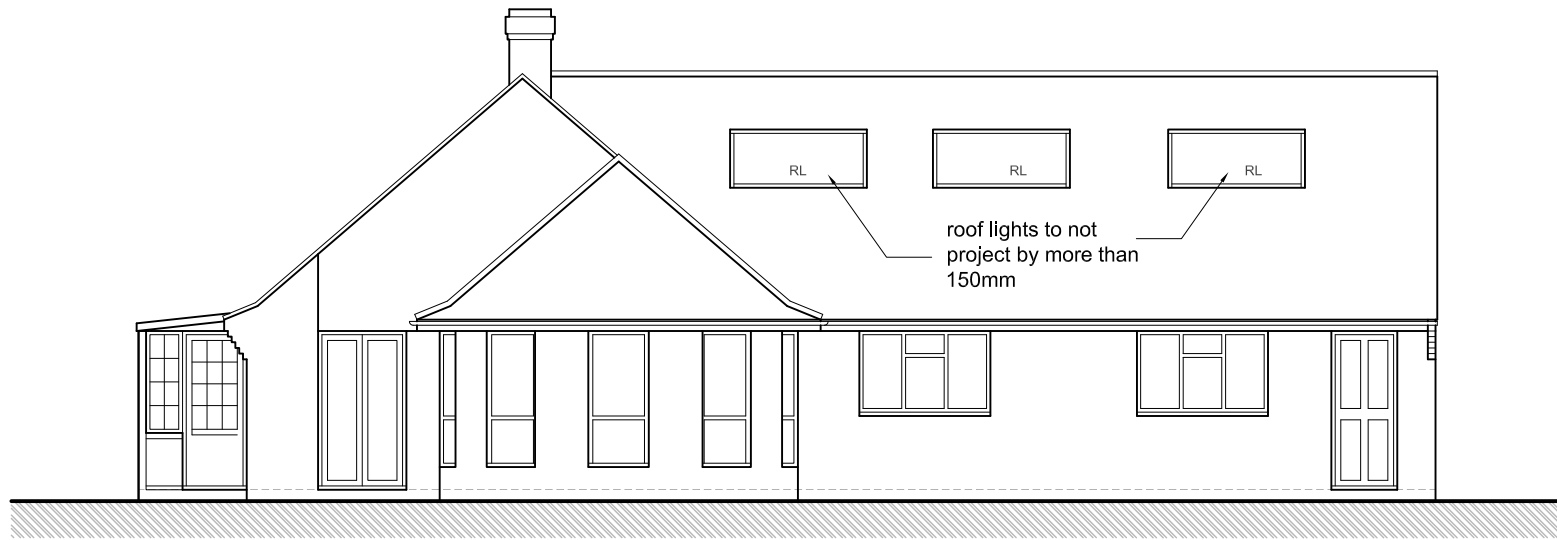 RL
RL
RL
roof lights to not
project by more than
150mm